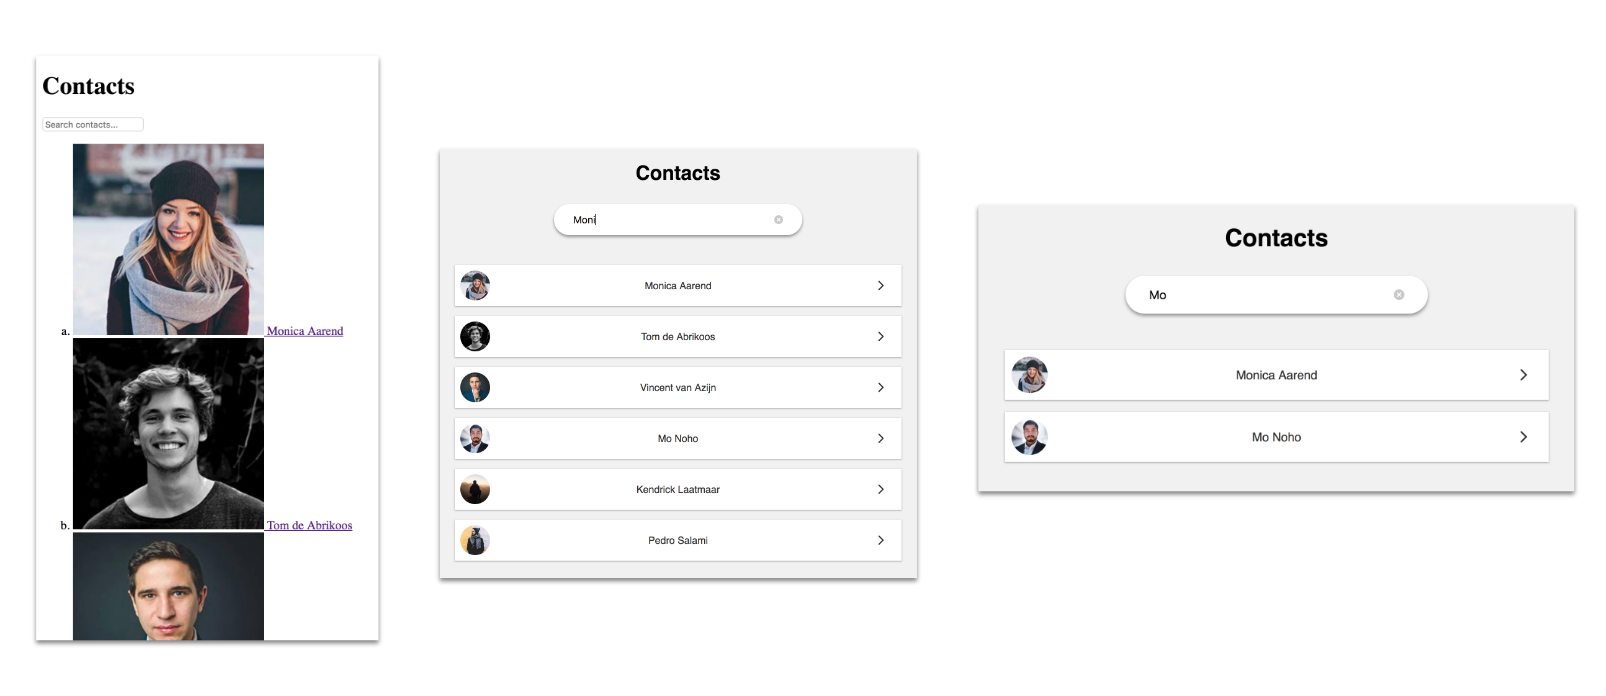 Contacts
Search contacts...
a. Monica Aarend
b. Tom de Abrikoos
Contacts
Moni
Monica Aarend
Tom de Abrikoos
Vincent van Azijn
Mo Noho
Kendrick Laatmaar
Pedro Salami
Contacts
Mo
Monica Aarend
Mo Noho